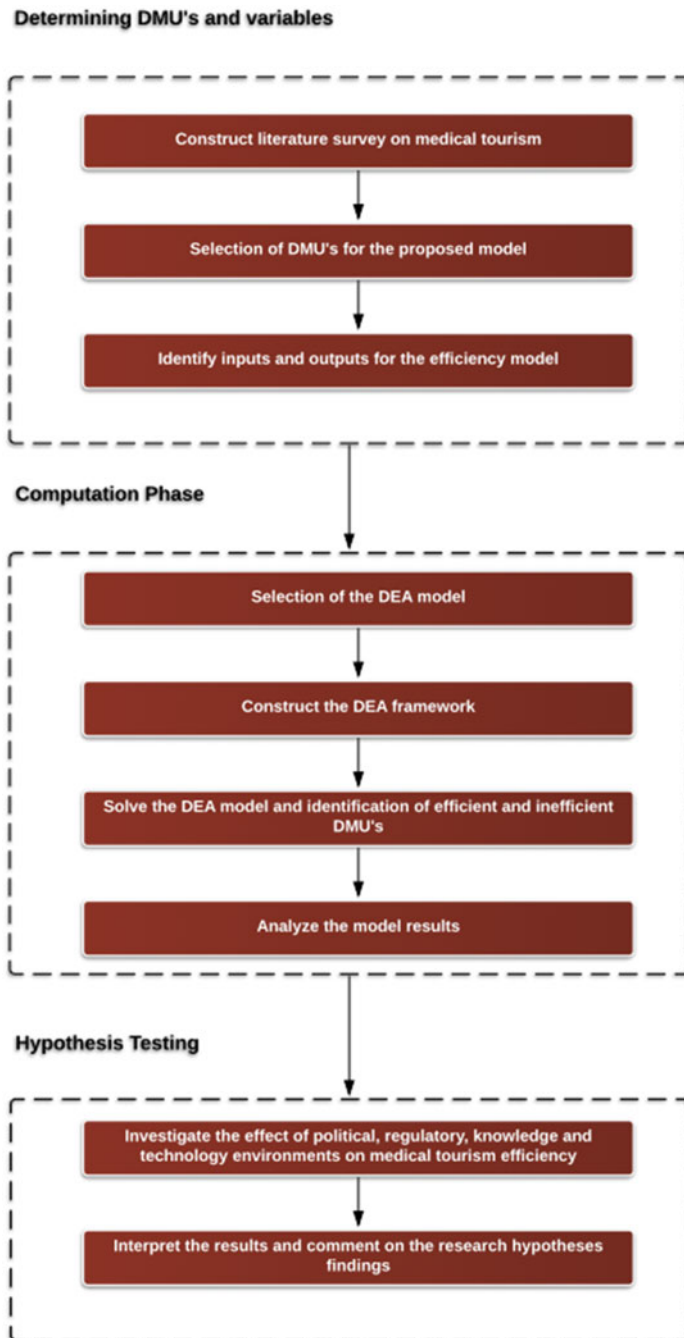 Determining DMU's and variables
Construct literature survey on medical tourism
Selection of DMU's for the proposed model
Identify inputs and outputs for the efficiency model
Computation Phase
Selection of the DEA model
Construct the DEA framework
Solve the DEA model and identification of efficient and inefficient
DMU's
Analyze the model results
Hypothesis Testing
Investigate the effect of political, regulatory, knowledge and
technology environments on medical tourism efficiency
Interpret the results and comment on the research hypotheses
findings